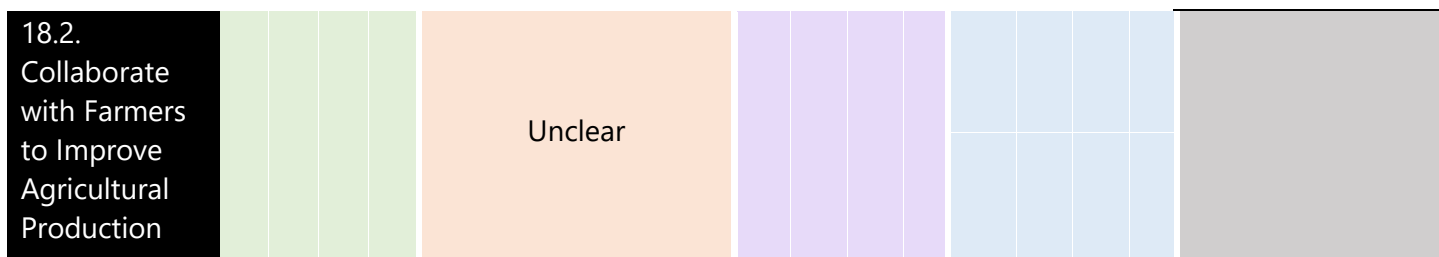 18.2.
Collaborate
with Farmers
to Improve
Agricultural
Production
Unclear